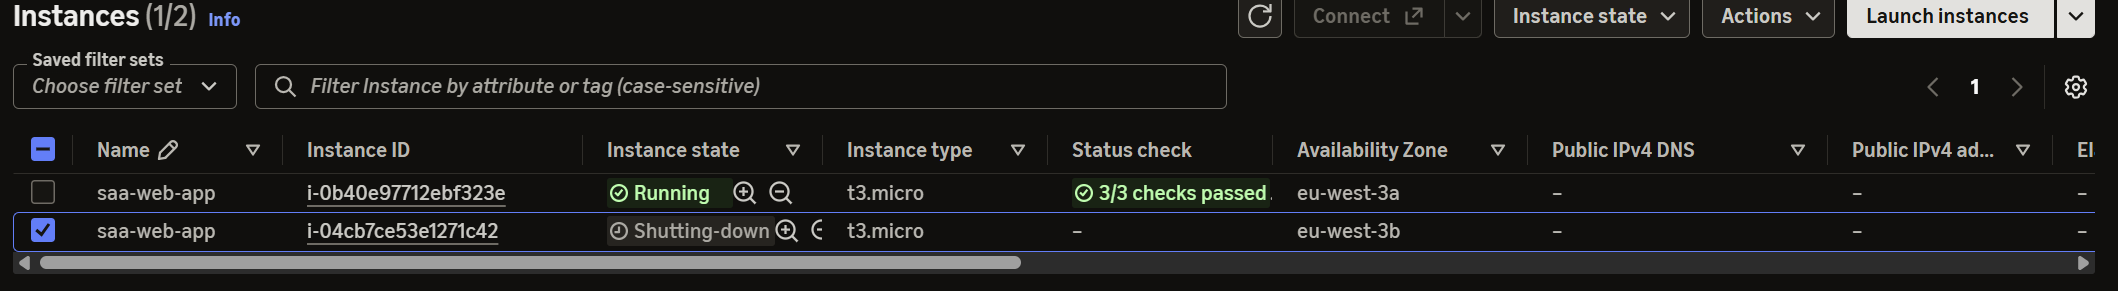 Instances (1/2) Info
Connect Instance state Actions Launch instances
Saved filter sets
Choose filter set Filter Instance by attribute or tag (case-sensitive) 1
Name Instance ID Instance state Instance type Status check Availability Zone Public IPv4 DNS Public IPv4 ad... El
saa-web-app i-0b40e97712ebf323e Running t3.micro 3/3 checks passed eu-west-3a – – –
saa-web-app i-04cb7ce53e1271c42 Shutting-down t3.micro – eu-west-3b – – –